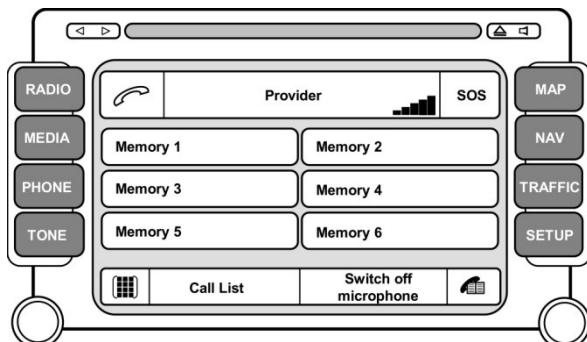 RADIO
MEDIA
PHONE
TONE
Provider
SOS
Memory 1
Memory 2
Memory 3
Memory 4
Memory 5
Memory 6
Call List
Switch off
microphone
MAP
NAV
TRAFFIC
SETUP